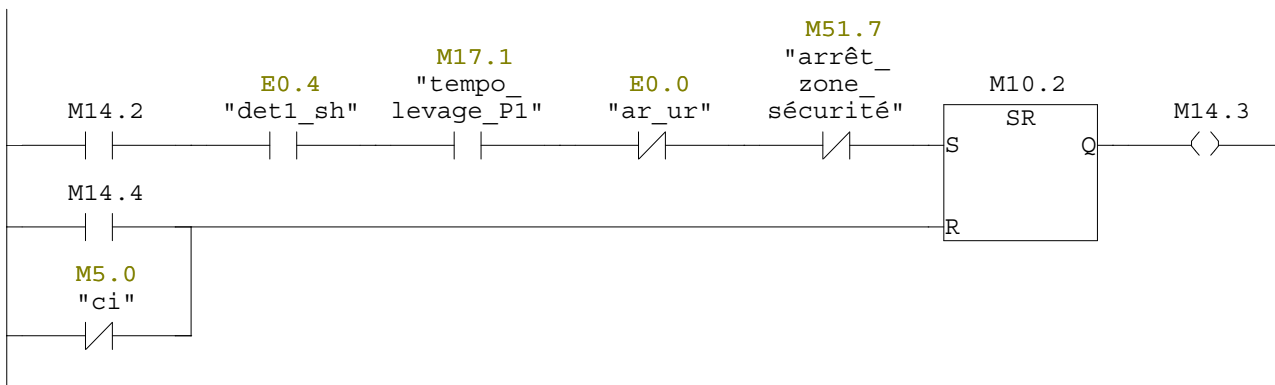 M51.7
M17.1 "arrêt_
E0.4 "tempo_ E0.0 zone_ M10.2
M14.2 "det1_sh" levage_P1" "ar_ur" sécurité" SR M14.3
S Q
M14.4
R
M5.0
"ci"